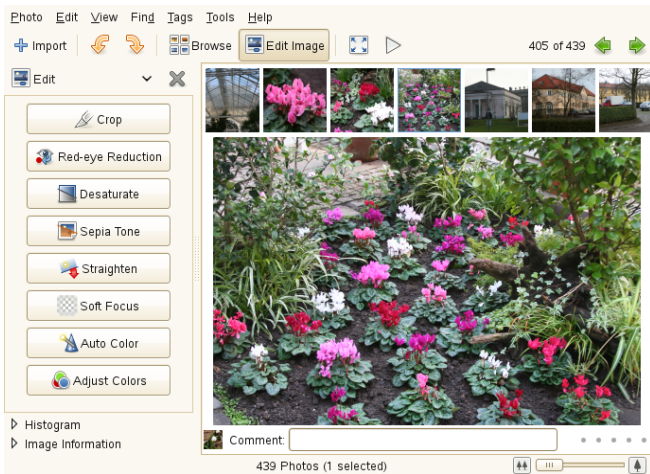 Photo Edit View Find Tags Tools Help
Import Browse Edit Image 405 of 439
Edit
Crop
Red-eye Reduction
Desaturate
Sepia Tone
Straighten
Soft Focus
Auto Color
Adjust Colors
Histogram
Image Information
Comment:
439 Photos (1 selected)